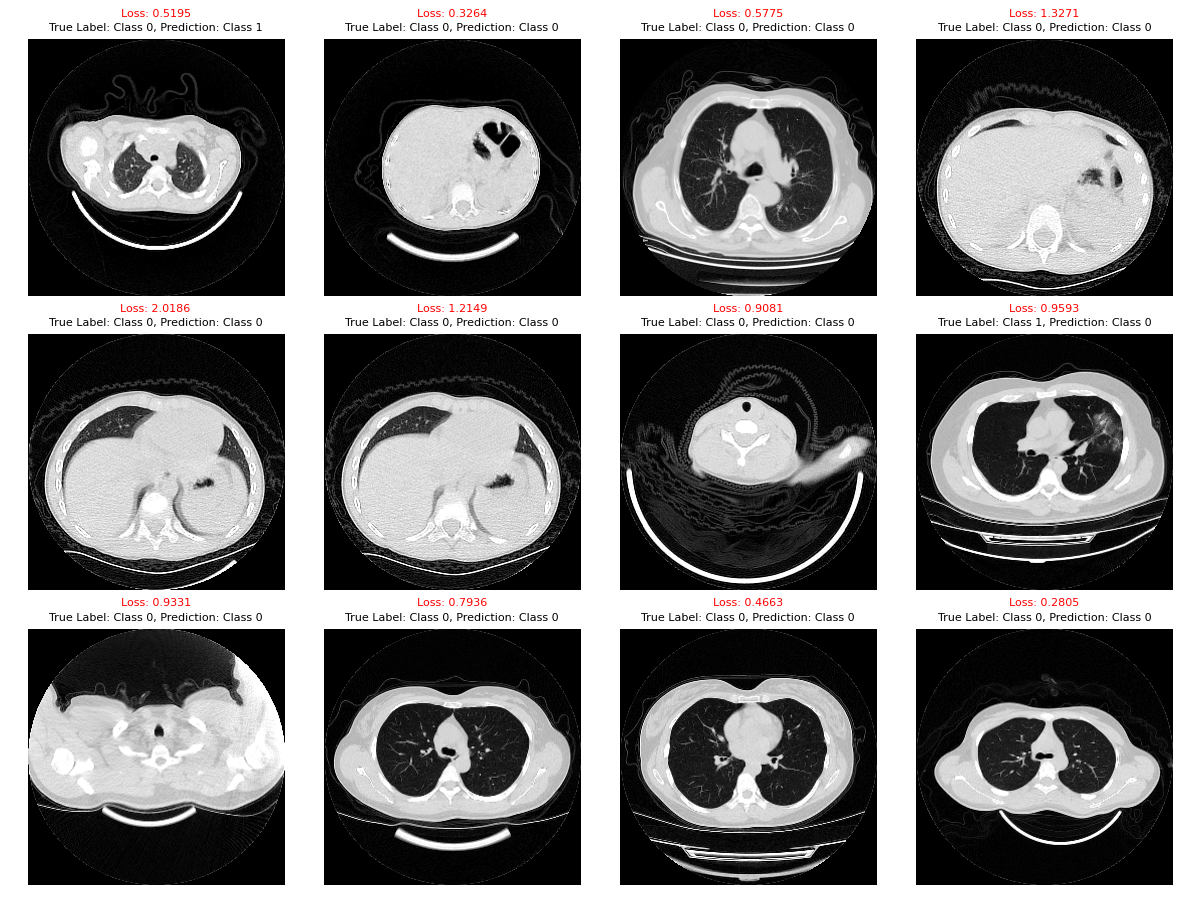 Loss: 0.5195
True Label: Class 0, Prediction: Class 1
Loss: 0.3264
True Label: Class 0, Prediction: Class 0
Loss: 0.5775
True Label: Class 0, Prediction: Class 0
Loss: 1.3271
True Label: Class 0, Prediction: Class 0
Loss: 2.0186
True Label: Class 0, Prediction: Class 0
Loss: 1.2149
True Label: Class 0, Prediction: Class 0
Loss: 0.9081
True Label: Class 0, Prediction: Class 0
Loss: 0.9593
True Label: Class 1, Prediction: Class 0
Loss: 0.9331
True Label: Class 0, Prediction: Class 0
Loss: 0.7936
True Label: Class 0, Prediction: Class 0
Loss: 0.4663
True Label: Class 0, Prediction: Class 0
Loss: 0.2805
True Label: Class 0, Prediction: Class 0